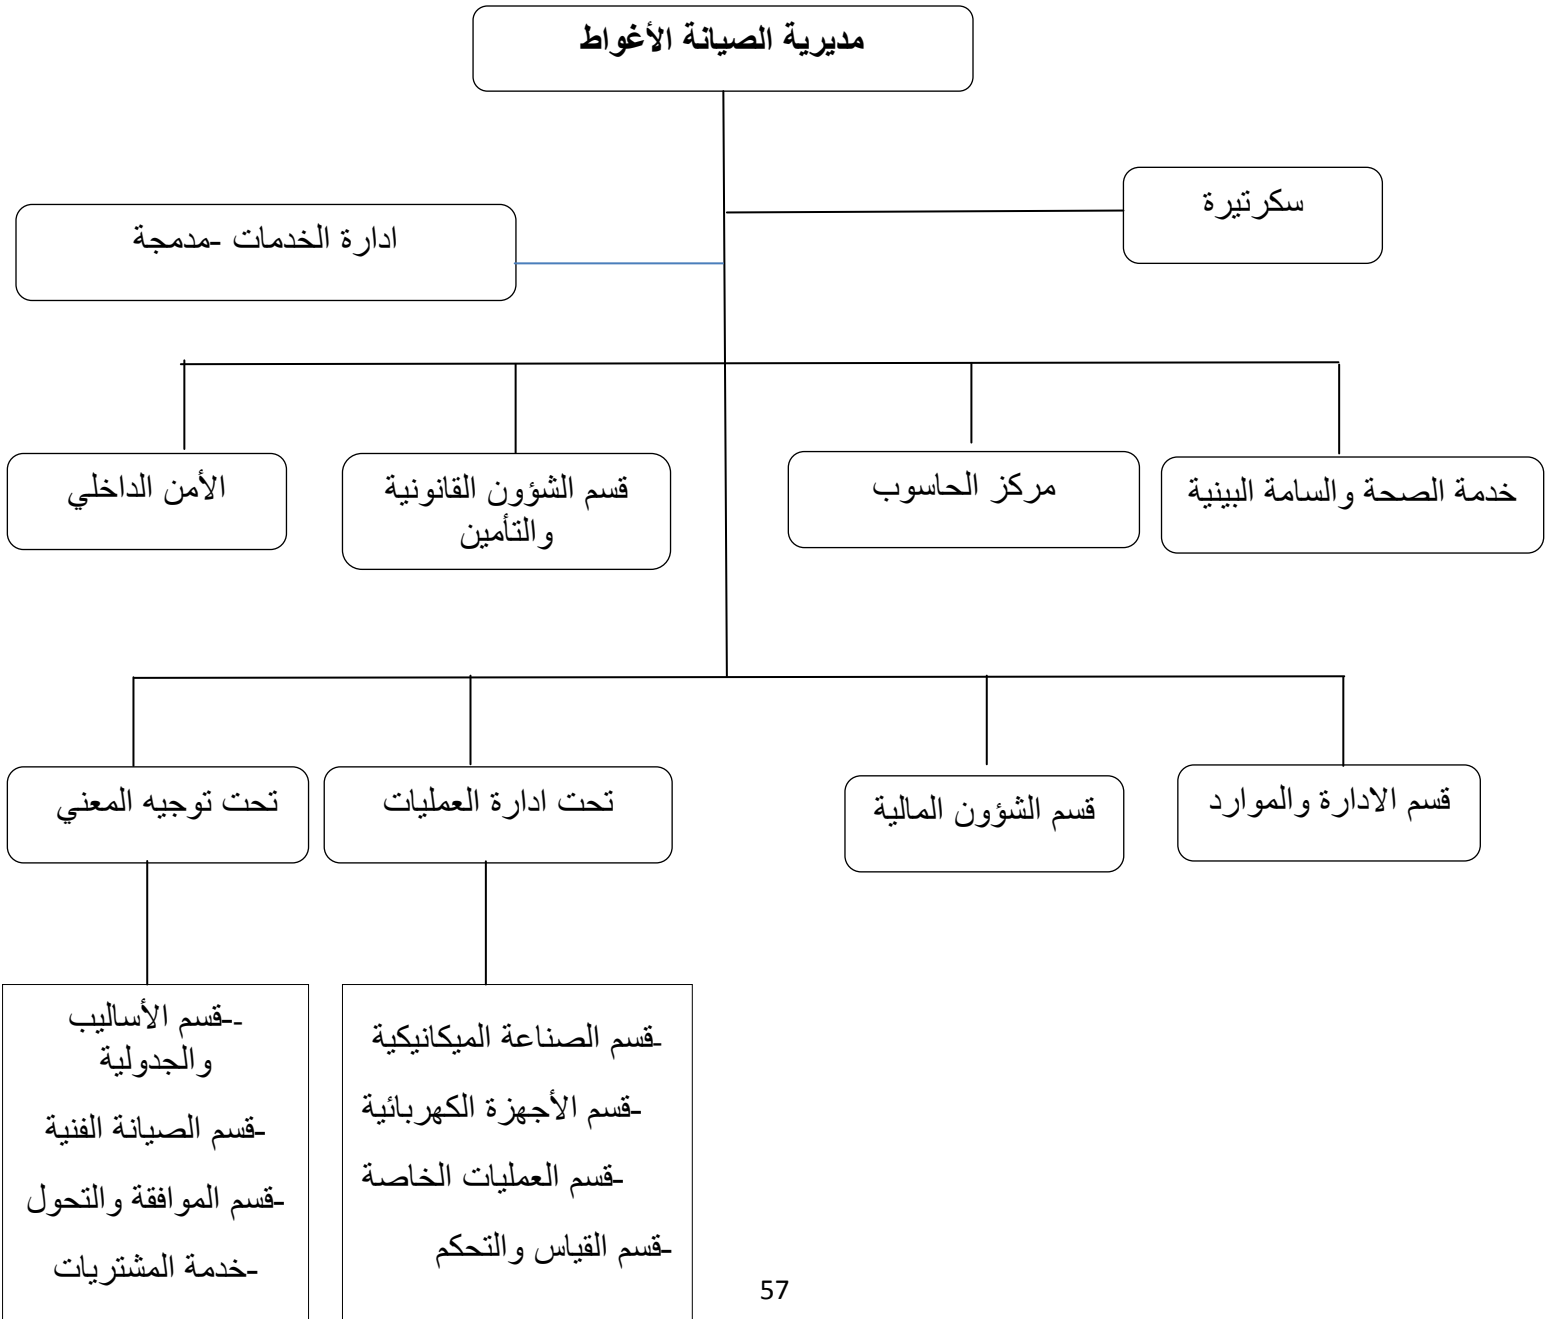 مديرية الصيانة الأغواط
سكرتيرة
ادارة الخدمات -مدمجة
خدمة الصحة والسامة البينية
مركز الحاسوب
قسم الشؤون القانونية
والتأمين
الأمن الداخلي
قسم الادارة والموارد
قسم الشؤون المالية
تحت ادارة العمليات
تحت توجيه المعني
-قسم الصناعة الميكانيكية
-قسم الأجهزة الكهربائية
-قسم العمليات الخاصة
-قسم القياس والتحكم
--قسم الأساليب
والجدولية
-قسم الصيانة الفنية
-قسم الموافقة والتحول
-خدمة المشتريات
57